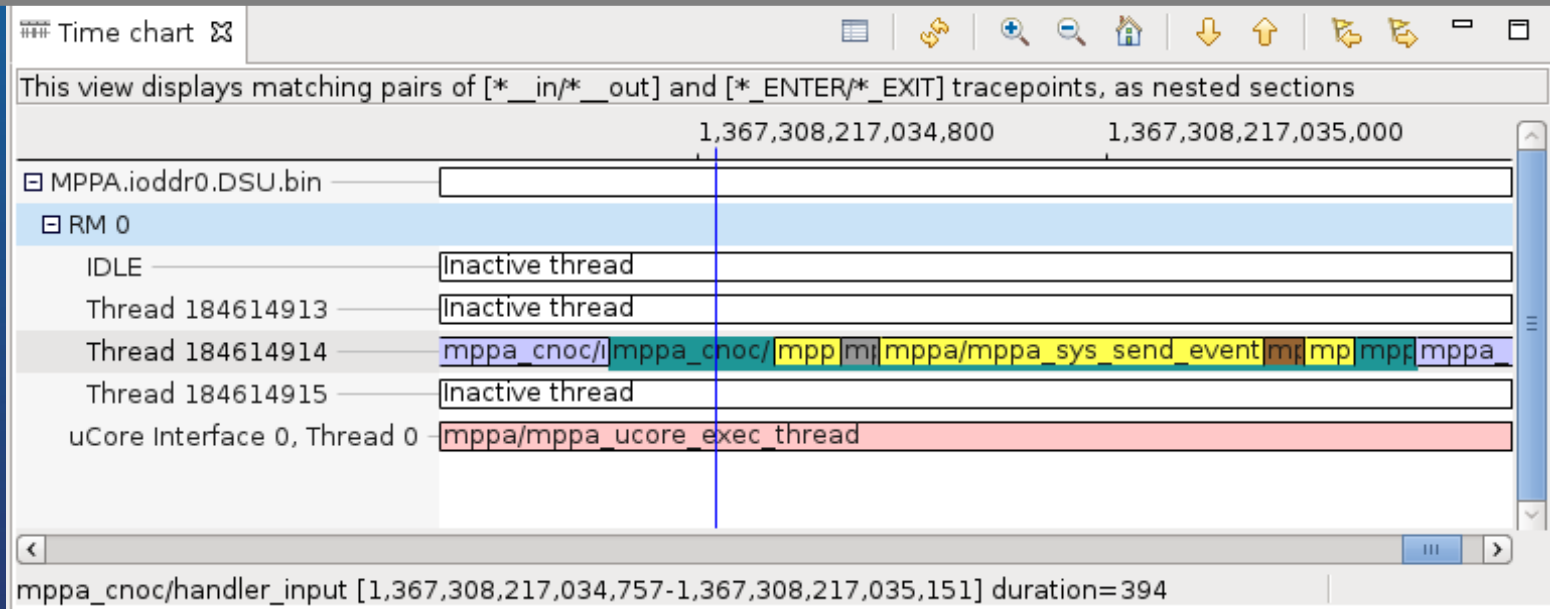 Time chart
This view displays matching pairs of [*__in/*__out] and [*_ENTER/*_EXIT] tracepoints, as nested sections
1,367,308,217,034,800 1,367,308,217,035,000
MPPA.ioddr0.DSU.bin
RM 0
IDLE Inactive thread
Thread 184614913 Inactive thread
Thread 184614914 mppa_cnoc/ mppa_cnoc/ mpp mp mppa/mppa_sys_send_event mp mp mpp mppa_
Thread 184614915 Inactive thread
uCore Interface 0, Thread 0 mppa/mppa_ucore_exec_thread
mppa_cnoc/handler_input [1,367,308,217,034,757-1,367,308,217,035,151] duration=394